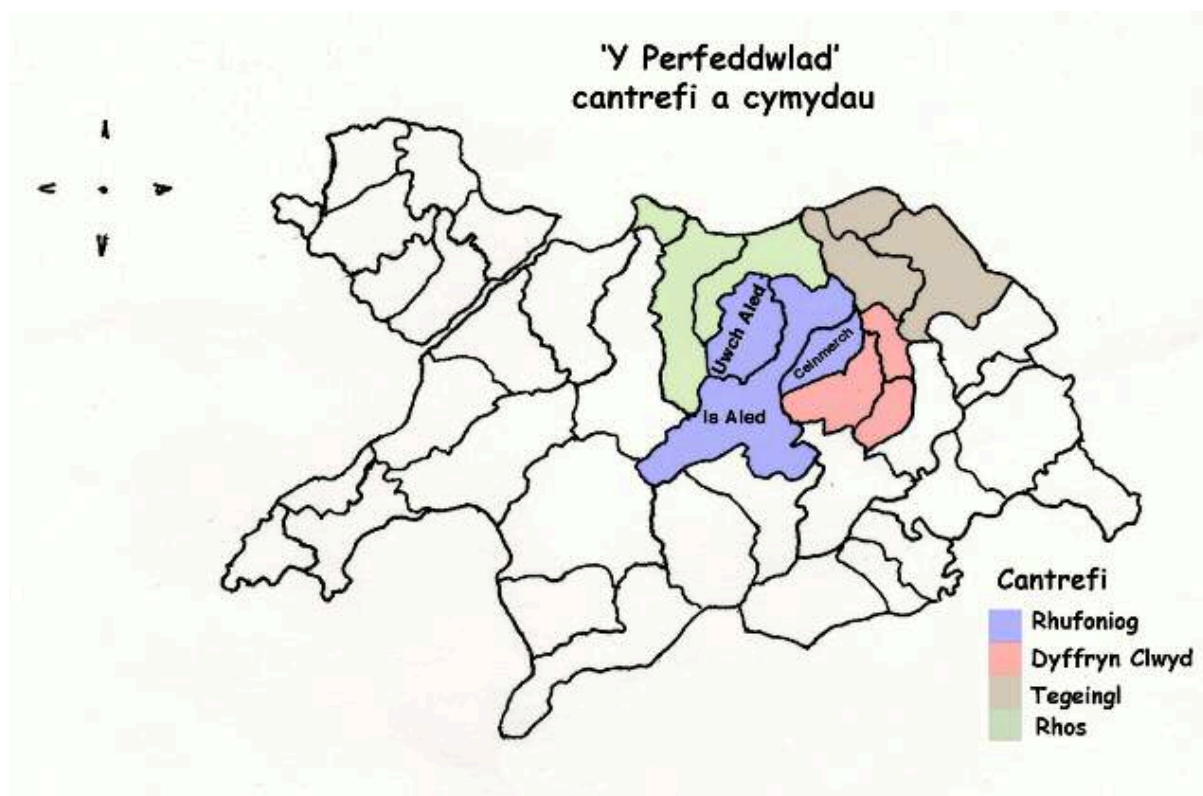 'Y Perfeddwlad'
cantrefi a cymydau
Uwch Aled
Ceinmerch
Is Aled
Cantrefi
Rhufoniog
Dyffryn Clwyd
Tegeingl
Rhos